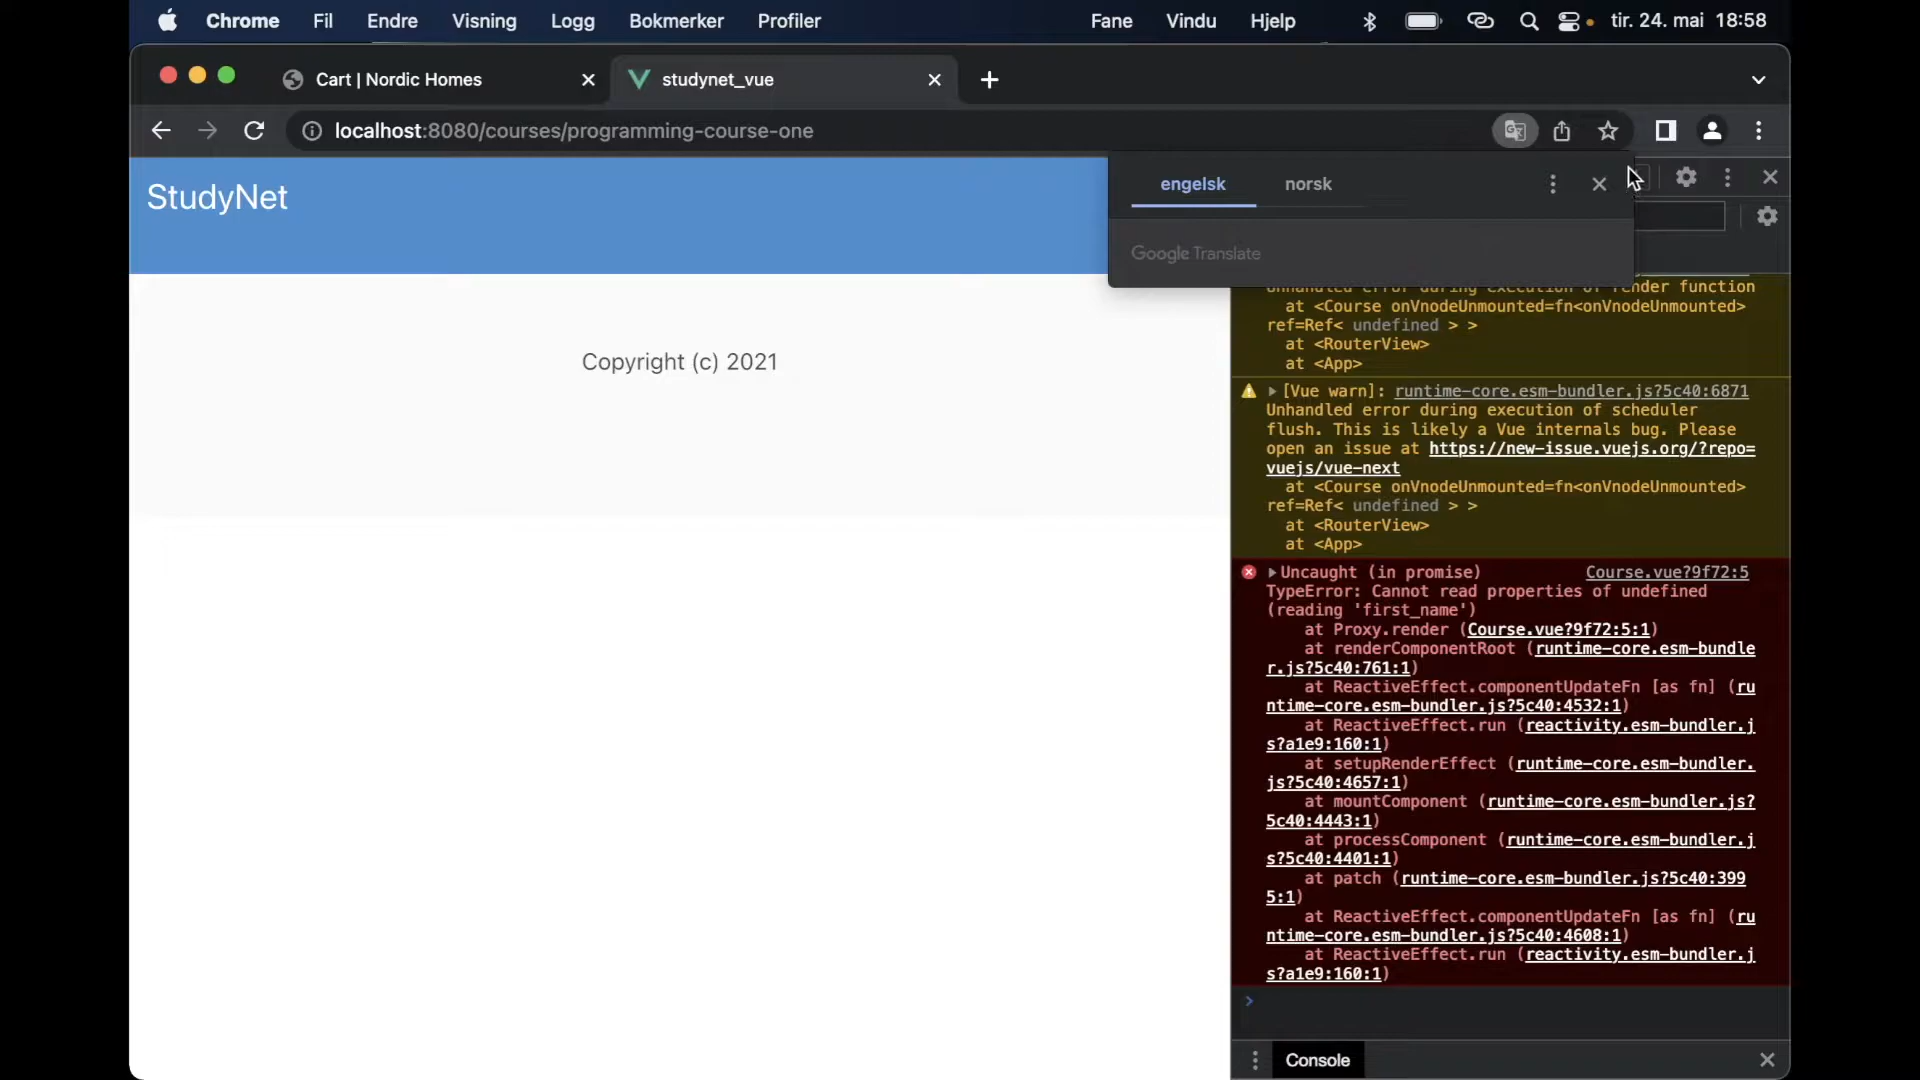 Chrome Fil Endre Visning Logg Bokmerker Profiler Fane Vindu Hjelp tir. 24. mai 18:58
Cart | Nordic Homes
studynet_vue
localhost:8080/courses/programming-course-one
StudyNet
engelsk norsk
Google Translate
Copyright (c) 2021
Unhandled error during execution of render function
at <Course onVnodeUnmounted=fn<onVnodeUnmounted>
ref=Ref< undefined > >
at <RouterView>
at <App>
[Vue warn]: runtime-core.esm-bundler.js?5c40:6871
Unhandled error during execution of scheduler
flush. This is likely a Vue internals bug. Please
open an issue at https://new-issue.vuejs.org/?repo=
vuejs/vue-next
at <Course onVnodeUnmounted=fn<onVnodeUnmounted>
ref=Ref< undefined > >
at <RouterView>
at <App>
Uncaught (in promise) Course.vue?9f72:5
TypeError: Cannot read properties of undefined
(reading 'first_name')
at Proxy.render (Course.vue?9f72:5:1)
at renderComponentRoot (runtime-core.esm-bundle
r.js?5c40:761:1)
at ReactiveEffect.componentUpdateFn [as fn] (ru
ntime-core.esm-bundler.js?5c40:4532:1)
at ReactiveEffect.run (reactivity.esm-bundler.j
s?a1e9:160:1)
at setupRenderEffect (runtime-core.esm-bundler.
js?5c40:4657:1)
at mountComponent (runtime-core.esm-bundler.js?
5c40:4443:1)
at processComponent (runtime-core.esm-bundler.j
s?5c40:4401:1)
at patch (runtime-core.esm-bundler.js?5c40:399
5:1)
at ReactiveEffect.componentUpdateFn [as fn] (ru
ntime-core.esm-bundler.js?5c40:4608:1)
at ReactiveEffect.run (reactivity.esm-bundler.j
s?a1e9:160:1)
Console